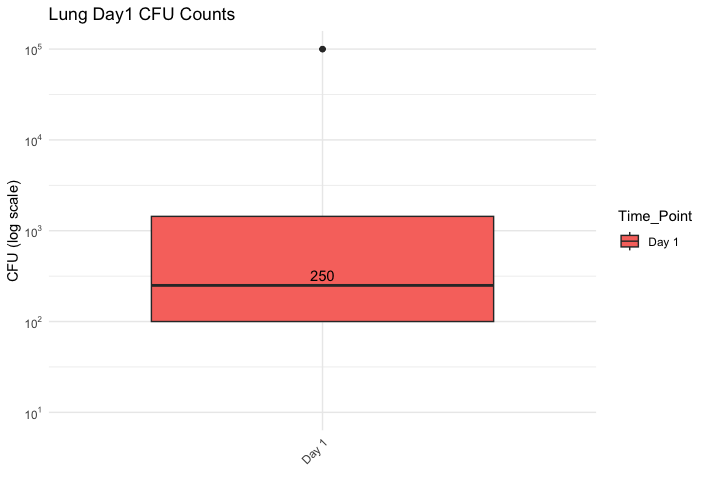 Lung Day1 CFU Counts
CFU (log scale)
10⁵
10⁴
10³
10²
10¹
250
Day 1
Time_Point
Day 1